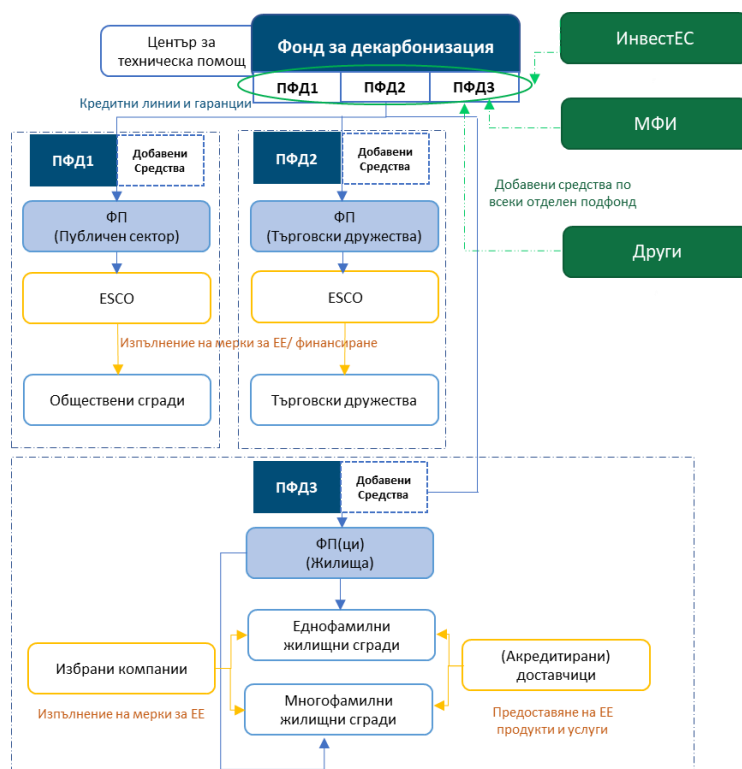 Център за
техническа помощ
Фонд за декарбонизация
ПФД1
ПФД2
ПФД3
ИнвестЕС
МФИ
Други
Кредитни линии и гаранции
Добавени средства по
всеки отделен подфонд
ПФД1
Добавени
Средства
ФП
(Публичен сектор)
ESCO
Обществени сгради
ПФД2
Добавени
Средства
ФП
(Търговски дружества)
ESCO
Изпълнение на мерки за ЕЕ/ финансиране
Търговски дружества
ПФД3
Добавени
Средства
ФП(ци)
(Жилища)
Еднофамилни
жилищни сгради
Избрани компании
(Акредитирани)
доставчици
Многофамилни
жилищни сгради
Изпълнение на мерки за ЕЕ
Предоставяне на ЕЕ
продукти и услуги